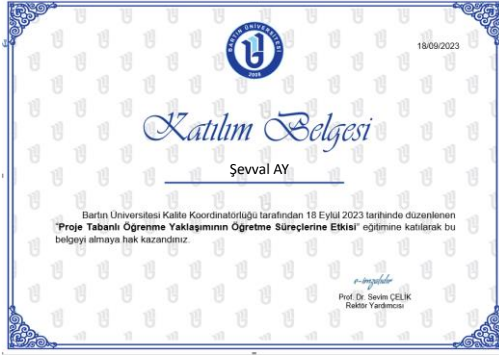 BARTIN ÜNİVERSİTESİ
2008
18/09/2023
Katılım Belgesi
Şevval AY
Bartın Üniversitesi Kalite Koordinatörlüğü tarafından 18 Eylül 2023 tarihinde düzenlenen
"Proje Tabanlı Öğrenme Yaklaşımının Öğretme Süreçlerine Etkisi" eğitimine katılarak bu
belgeyi almaya hak kazandınız.
e-imzalıdır
Prof. Dr. Sevim ÇELİK
Rektör Yardımcısı